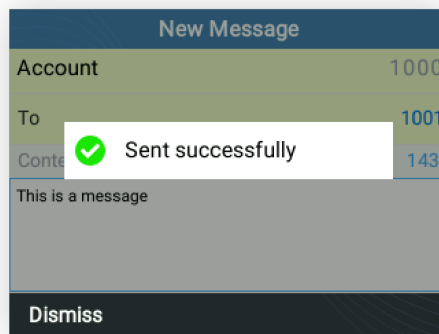 New Message
Account 1000
To 1001
Conte 143
Sent successfully
This is a message
Dismiss